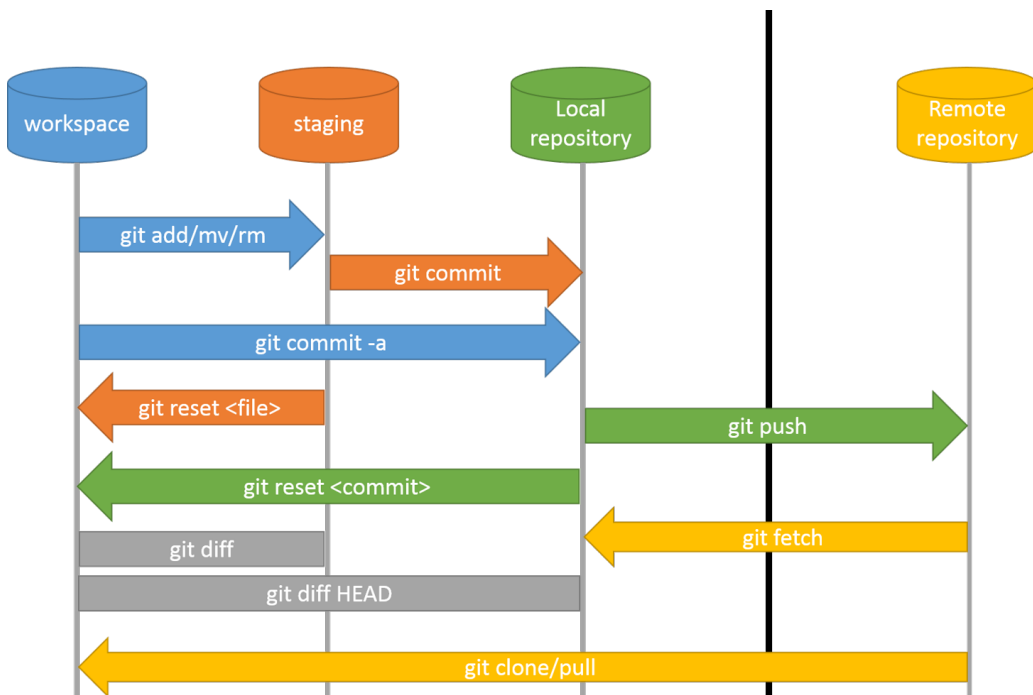 workspace
staging
Local
repository
Remote
repository
git add/mv/rm
git commit
git commit -a
git reset <file>
git push
git reset <commit>
git fetch
git diff
git diff HEAD
git clone/pull